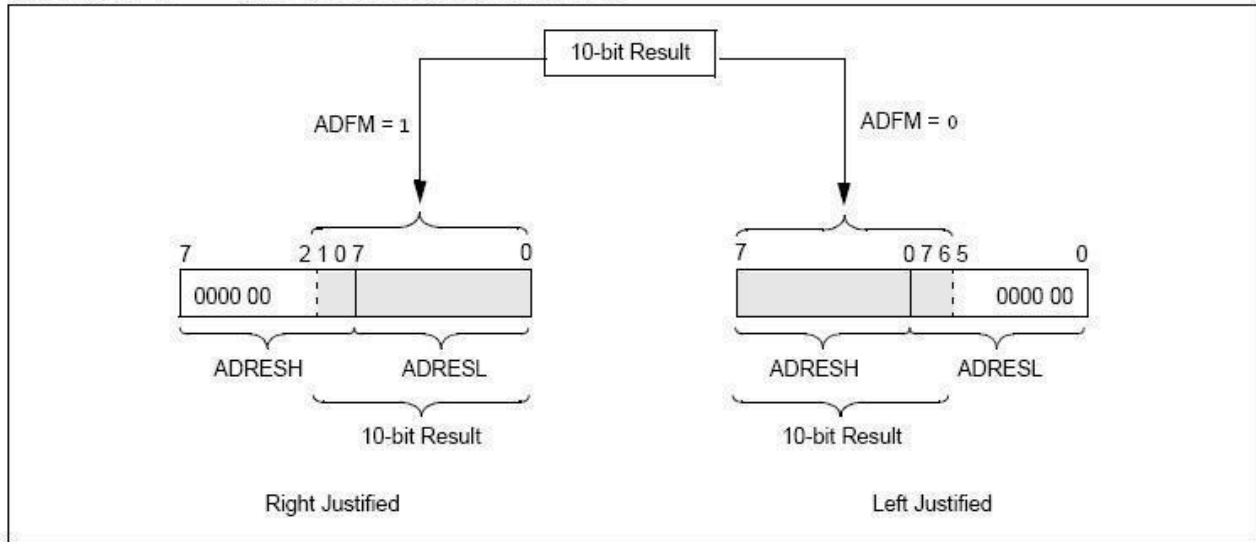 10-bit Result
ADFM = 1
ADFM = 0
7 2 1 0 7 0
0000 00
ADRESH ADRESL
10-bit Result
Right Justified
7 0 7 6 5 0
0000 00
ADRESH ADRESL
10-bit Result
Left Justified